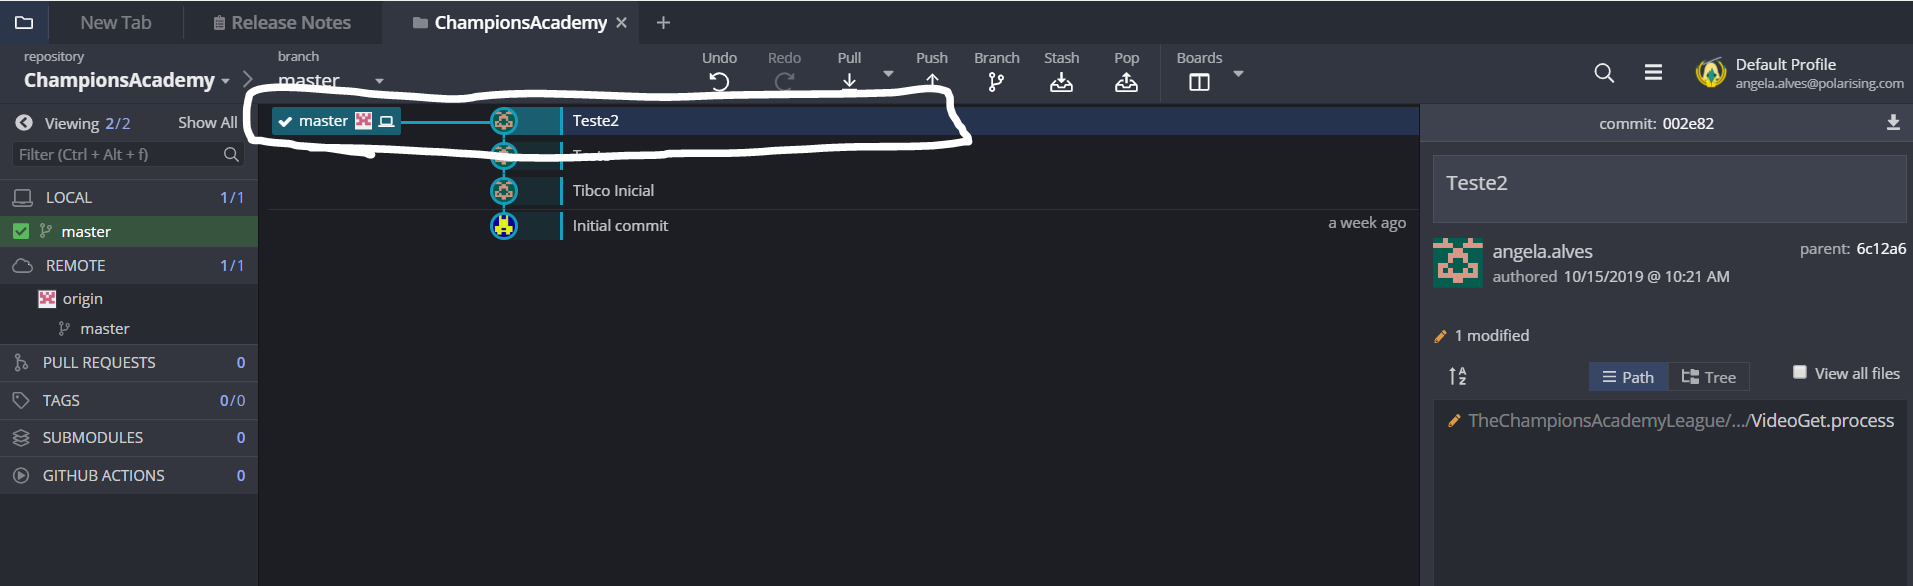 New Tab
Release Notes
ChampionsAcademy
repository
ChampionsAcademy
branch
master
Undo
Redo
Pull
Push
Branch
Stash
Pop
Boards
Default Profile
angela.alves@polarising.com
Viewing 2/2
Show All
Filter (Ctrl + Alt + f)
LOCAL 1/1
master
REMOTE 1/1
origin
master
PULL REQUESTS 0
TAGS 0/0
SUBMODULES 0
GITHUB ACTIONS 0
master
Teste2
Tibco Inicial
Initial commit
a week ago
commit: 002e82
Teste2
angela.alves
authored 10/15/2019 @ 10:21 AM
parent: 6c12a6
1 modified
A
Z
Path
Tree
View all files
TheChampionsAcademyLeague/.../VideoGet.process